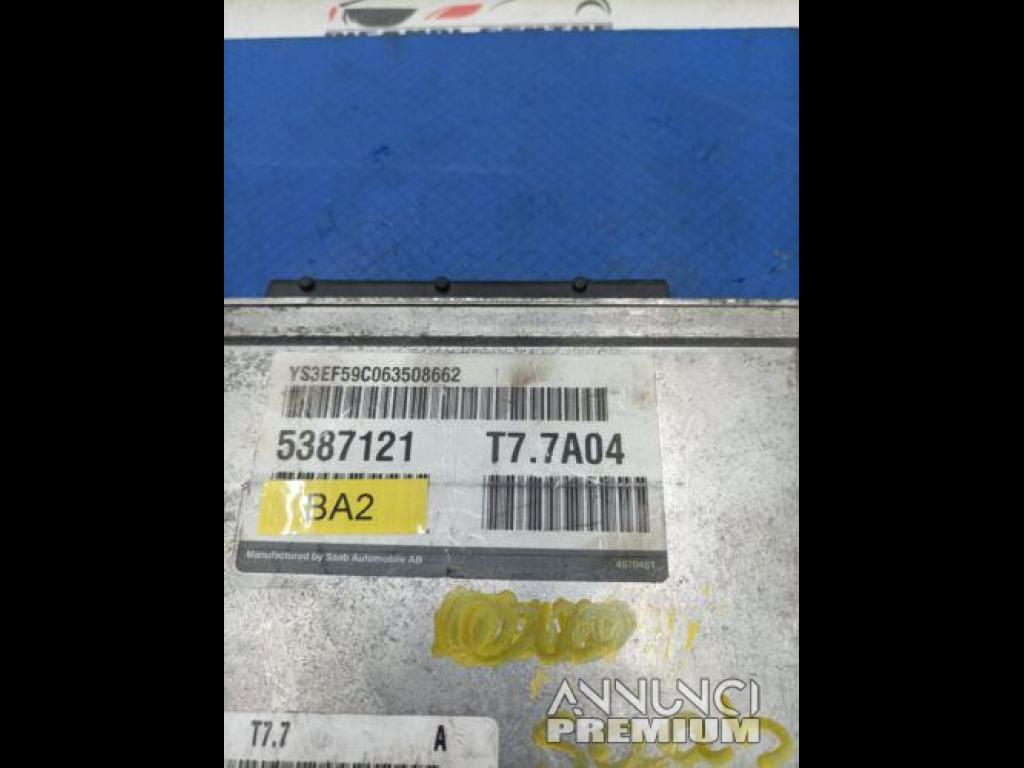 YS3EF59C063508662
5387121 T7.7A04
BA2
Manufactured by Saab Automobile AB
T7.7 A
ANNUNCI
PREMIUM